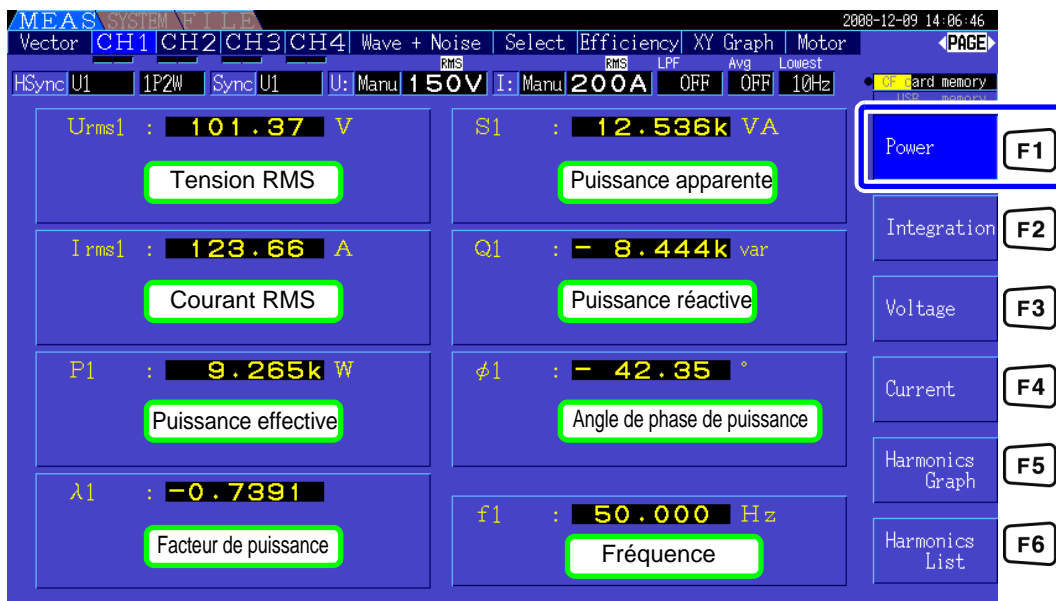 MEAS SYSTEM FILE 2008-12-09 14:06:46
Vector CH1 CH2 CH3 CH4 Wave + Noise Select Efficiency XY Graph Motor PAGE
RMS RMS LPF Avg Lowest
HSync U1 1P2W Sync U1 U: Manu 150V I: Manu 200A OFF OFF 10Hz CF card memory
USB memory
Urms1 : 101.37 V S1 : 12.536k VA
Power F1
Tension RMS Puissance apparente
Integration F2
Irms1 : 123.66 A Q1 : - 8.444k var
Courant RMS Puissance réactive
Voltage F3
P1 : 9.265k W ϕ1 : - 42.35 °
Current F4
Puissance effective Angle de phase de puissance
Harmonics
Graph F5
λ1 : -0.7391
f1 : 50.000 Hz
Facteur de puissance Fréquence
Harmonics
List F6